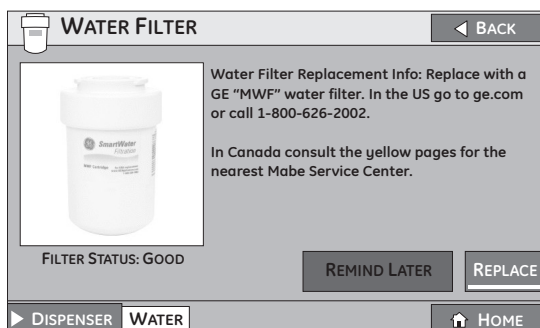 WATER FILTER
BACK
Water Filter Replacement Info: Replace with a
GE “MWF” water filter. In the US go to ge.com
or call 1-800-626-2002.
In Canada consult the yellow pages for the
nearest Mabe Service Center.
SmartWater
Filtration
FILTER STATUS: GOOD
REMIND LATER
REPLACE
DISPENSER
WATER
HOME